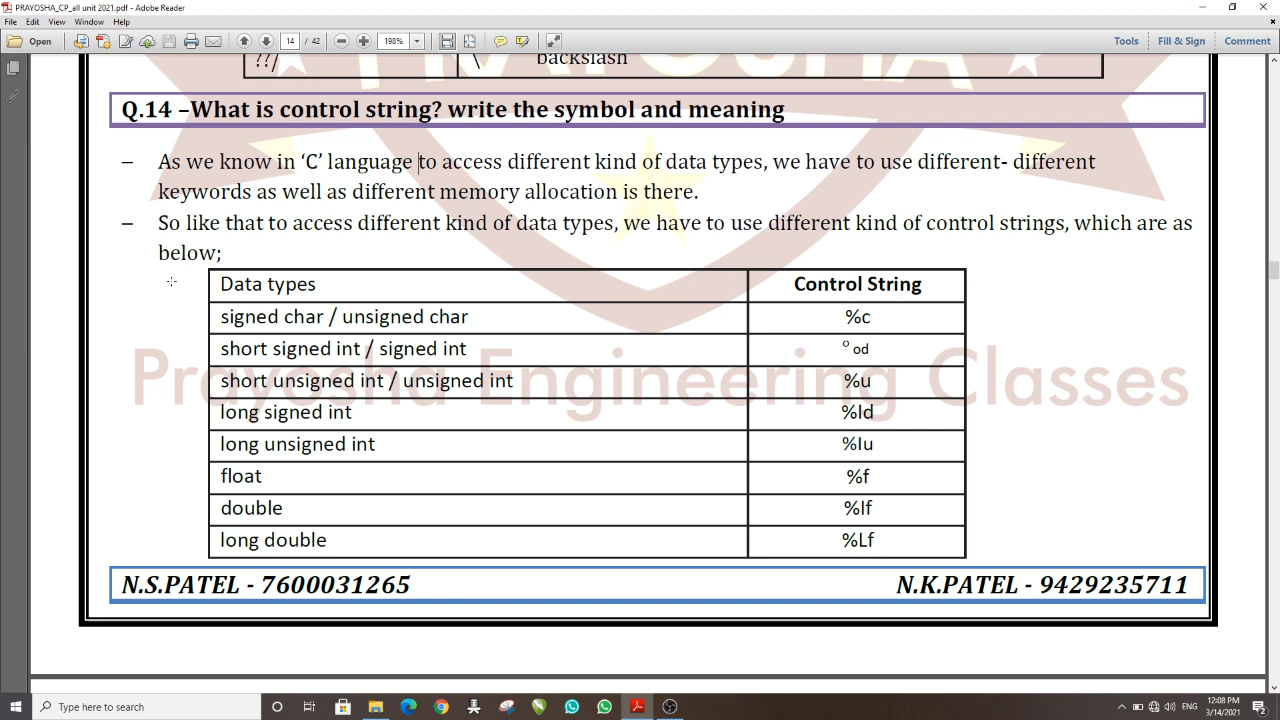 PRAYOSHA_CP_all unit 2021.pdf - Adobe Reader
File Edit View Window Help
Open 14 / 42 198% Tools Fill & Sign Comment
??/ \ backslash
Q.14 –What is control string? write the symbol and meaning
– As we know in ‘C’ language to access different kind of data types, we have to use different- different
keywords as well as different memory allocation is there.
– So like that to access different kind of data types, we have to use different kind of control strings, which are as
below;
Data types Control String
signed char / unsigned char %c
short signed int / signed int º od
short unsigned int / unsigned int %u
long signed int %ld
long unsigned int %lu
float %f
double %lf
long double %Lf
Prayosha Engineering Classes
N.S.PATEL - 7600031265 N.K.PATEL - 9429235711
Type here to search
ENG
12:08 PM
3/14/2021
2